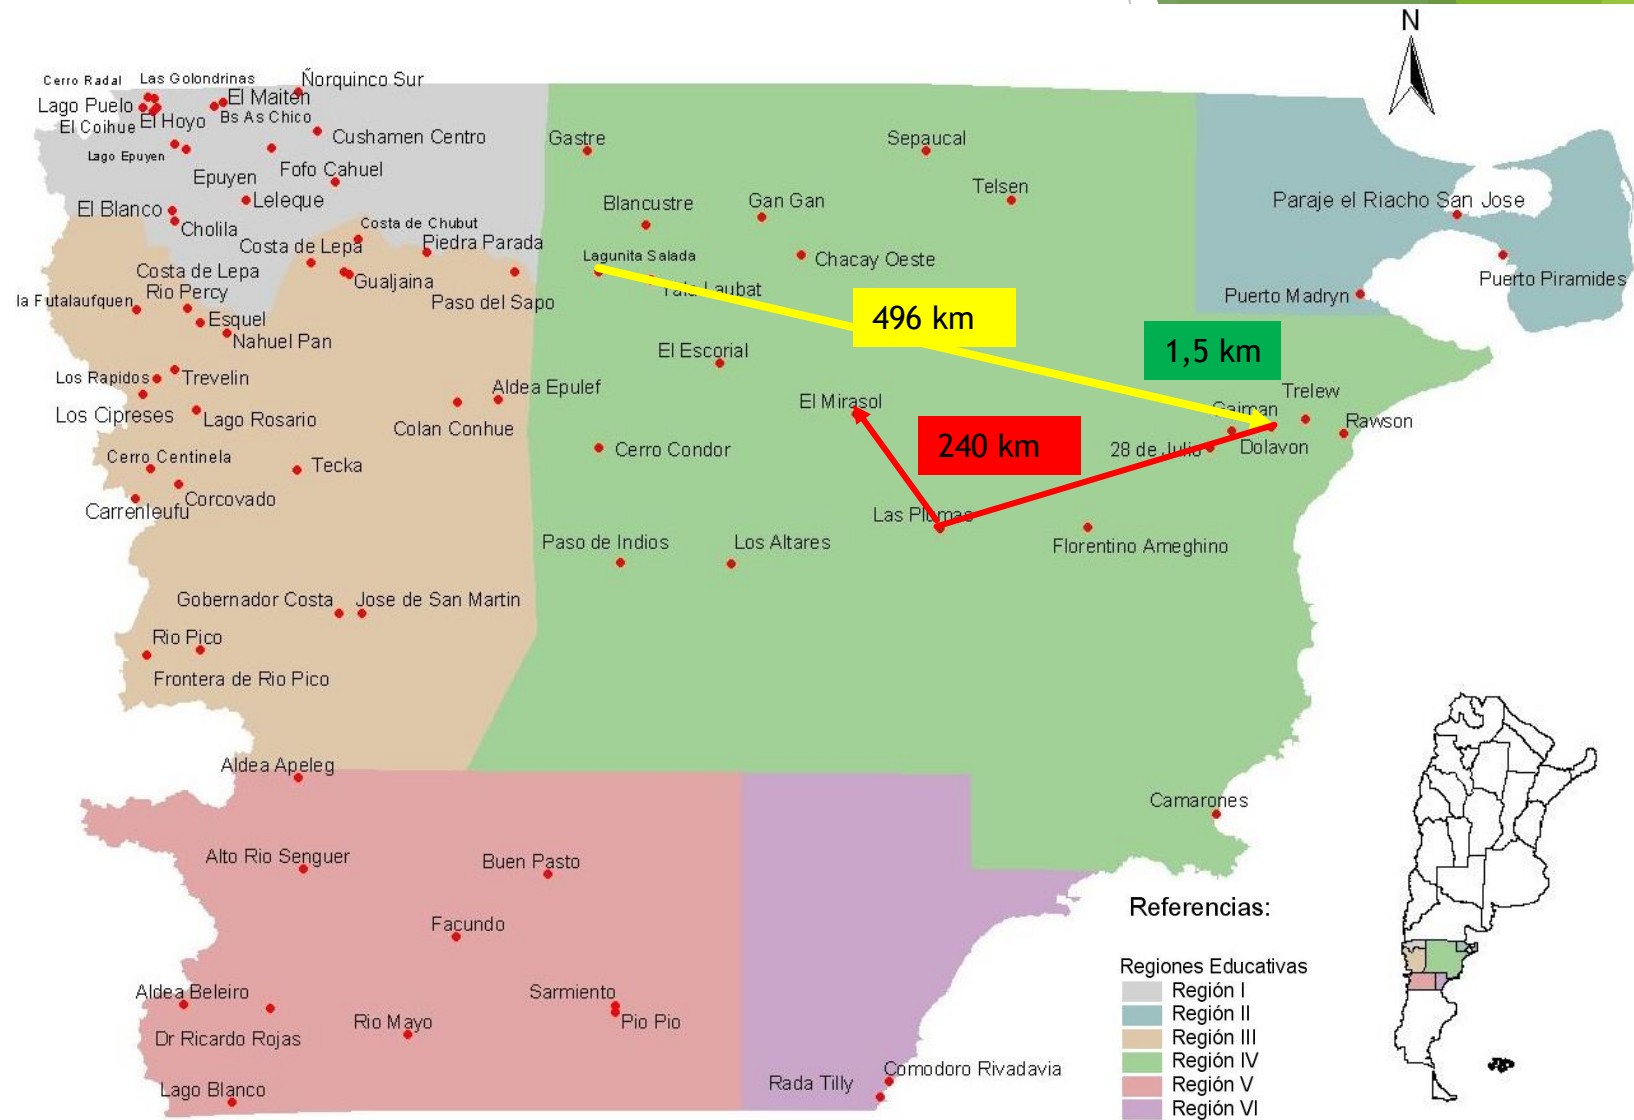 N
Cerro Radal
Las Golondrinas
Ñorquinco Sur
Lago Puelo
El Maiten
El Coihue
El Hoyo
Bs As Chico
Cushamen Centro
Lago Epuyen
Epuyen
Fofo Cahuel
Leleque
El Blanco
Cholila
Costa de Chubut
Costa de Lepa
Piedra Parada
Costa de Lepa
Gualjaina
Paso del Sapo
la Futalaufquen
Rio Percy
Esquel
Nahuel Pan
Los Rapidos
Trevelin
Los Cipreses
Lago Rosario
Aldea Epulef
Colan Conhue
Cerro Centinela
Tecka
Corcovado
Carrenleufu
Gobernador Costa
Jose de San Martin
Rio Pico
Frontera de Rio Pico
Gastre
Sepaucal
Blancustre
Gan Gan
Telsen
Lagunita Salada
Chacay Oeste
Laubat
496 km
1,5 km
El Escorial
El Mirasol
240 km
Cerro Condor
Las Plumas
Paso de Indios
Los Altares
Florentino Ameghino
28 de Julio
Gaiman
Dolavon
Trelew
Rawson
Paraje el Riacho San Jose
Puerto Madryn
Puerto Piramides
Camarones
Aldea Apeleg
Alto Rio Senguer
Buen Pasto
Facundo
Aldea Beleiro
Dr Ricardo Rojas
Rio Mayo
Sarmiento
Pio Pio
Lago Blanco
Rada Tilly
Comodoro Rivadavia
Referencias:
Regiones Educativas
Región I
Región II
Región III
Región IV
Región V
Región VI